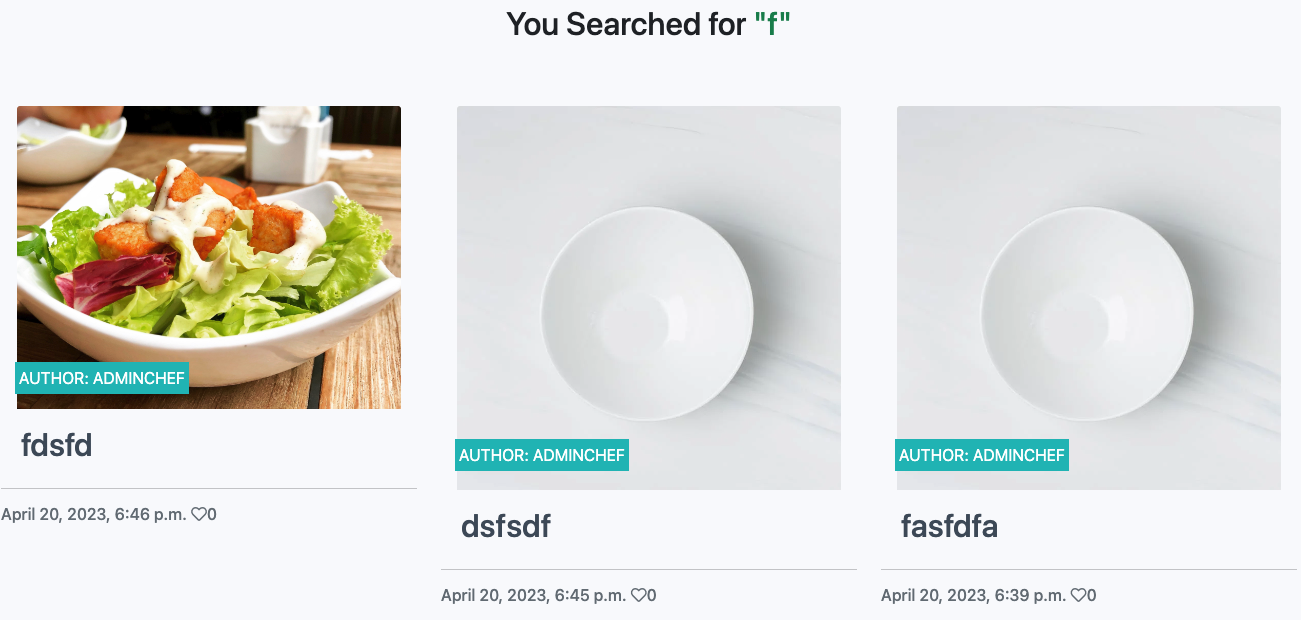 You Searched for "f"
AUTHOR: ADMINCHEF
fdsfd
April 20, 2023, 6:46 p.m. ♡0
AUTHOR: ADMINCHEF
dsfsdf
April 20, 2023, 6:45 p.m. ♡0
AUTHOR: ADMINCHEF
fasfdfa
April 20, 2023, 6:39 p.m. ♡0